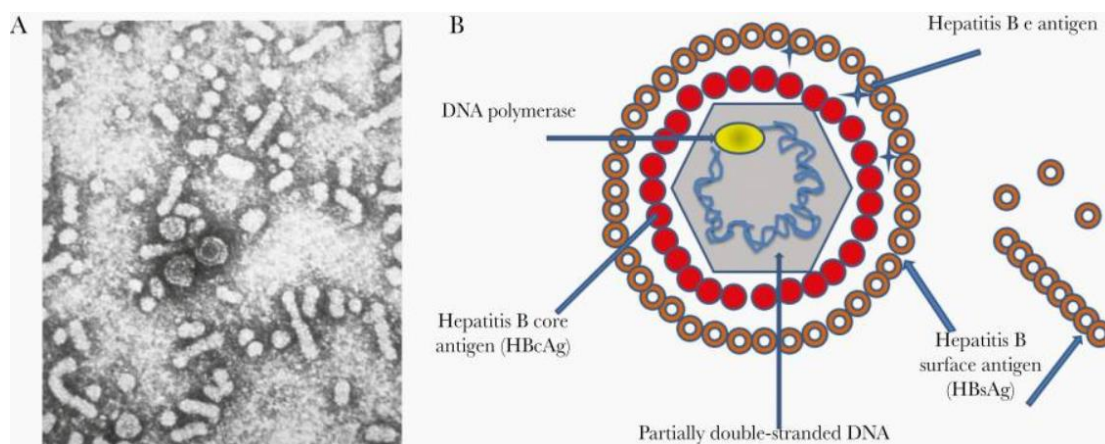 A
B
Hepatitis B e antigen
DNA polymerase
Hepatitis B core
antigen (HBcAg)
Hepatitis B
surface antigen
(HBsAg)
Partially double-stranded DNA